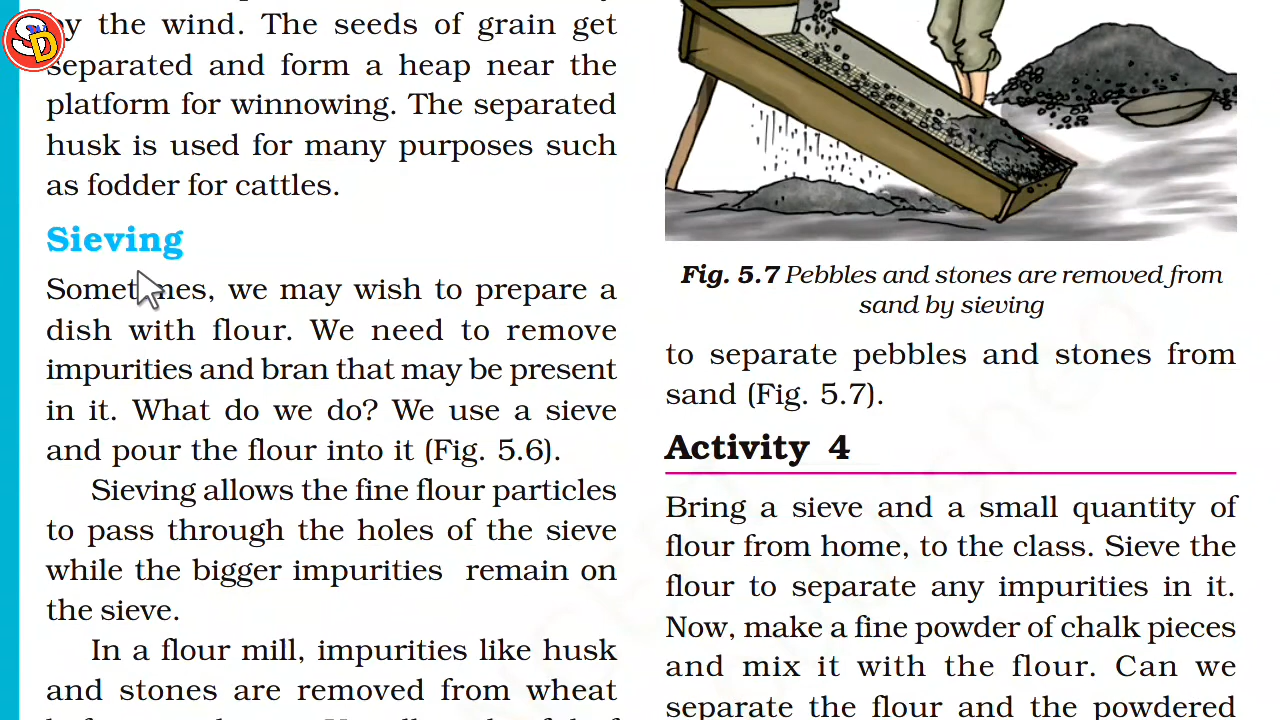 by the wind. The seeds of grain get
separated and form a heap near the
platform for winnowing. The separated
husk is used for many purposes such
as fodder for cattles.
Sieving
Sometimes, we may wish to prepare a
dish with flour. We need to remove
impurities and bran that may be present
in it. What do we do? We use a sieve
and pour the flour into it (Fig. 5.6).
Sieving allows the fine flour particles
to pass through the holes of the sieve
while the bigger impurities remain on
the sieve.
In a flour mill, impurities like husk
and stones are removed from wheat
Fig. 5.7 Pebbles and stones are removed from
sand by sieving
to separate pebbles and stones from
sand (Fig. 5.7).
Activity 4
Bring a sieve and a small quantity of
flour from home, to the class. Sieve the
flour to separate any impurities in it.
Now, make a fine powder of chalk pieces
and mix it with the flour. Can we
separate the flour and the powdered
SD